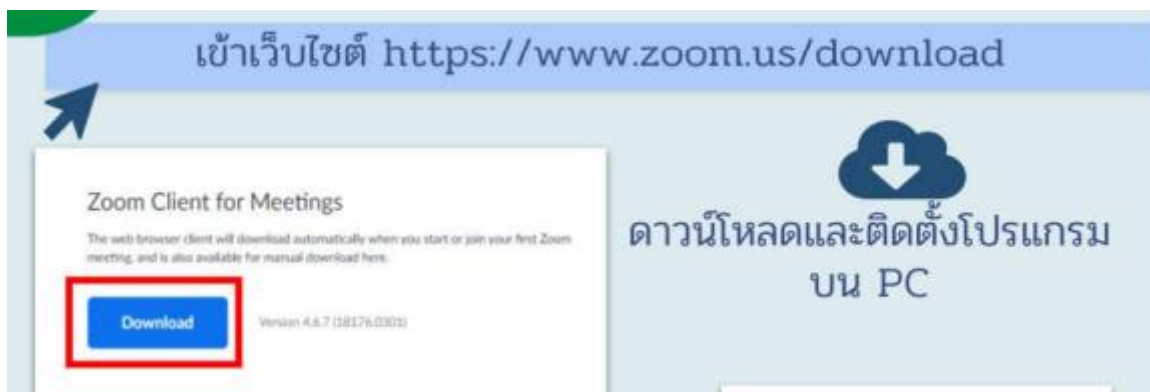 เข้าเว็บไซต์ https://www.zoom.us/download
Zoom Client for Meetings
The web browser client will download automatically when you start or join your first Zoom
meeting, and is also available for manual download here.
Download
Version 4.6.7 (18176.0301)
ดาวน์โหลดและติดตั้งโปรแกรม
บน PC